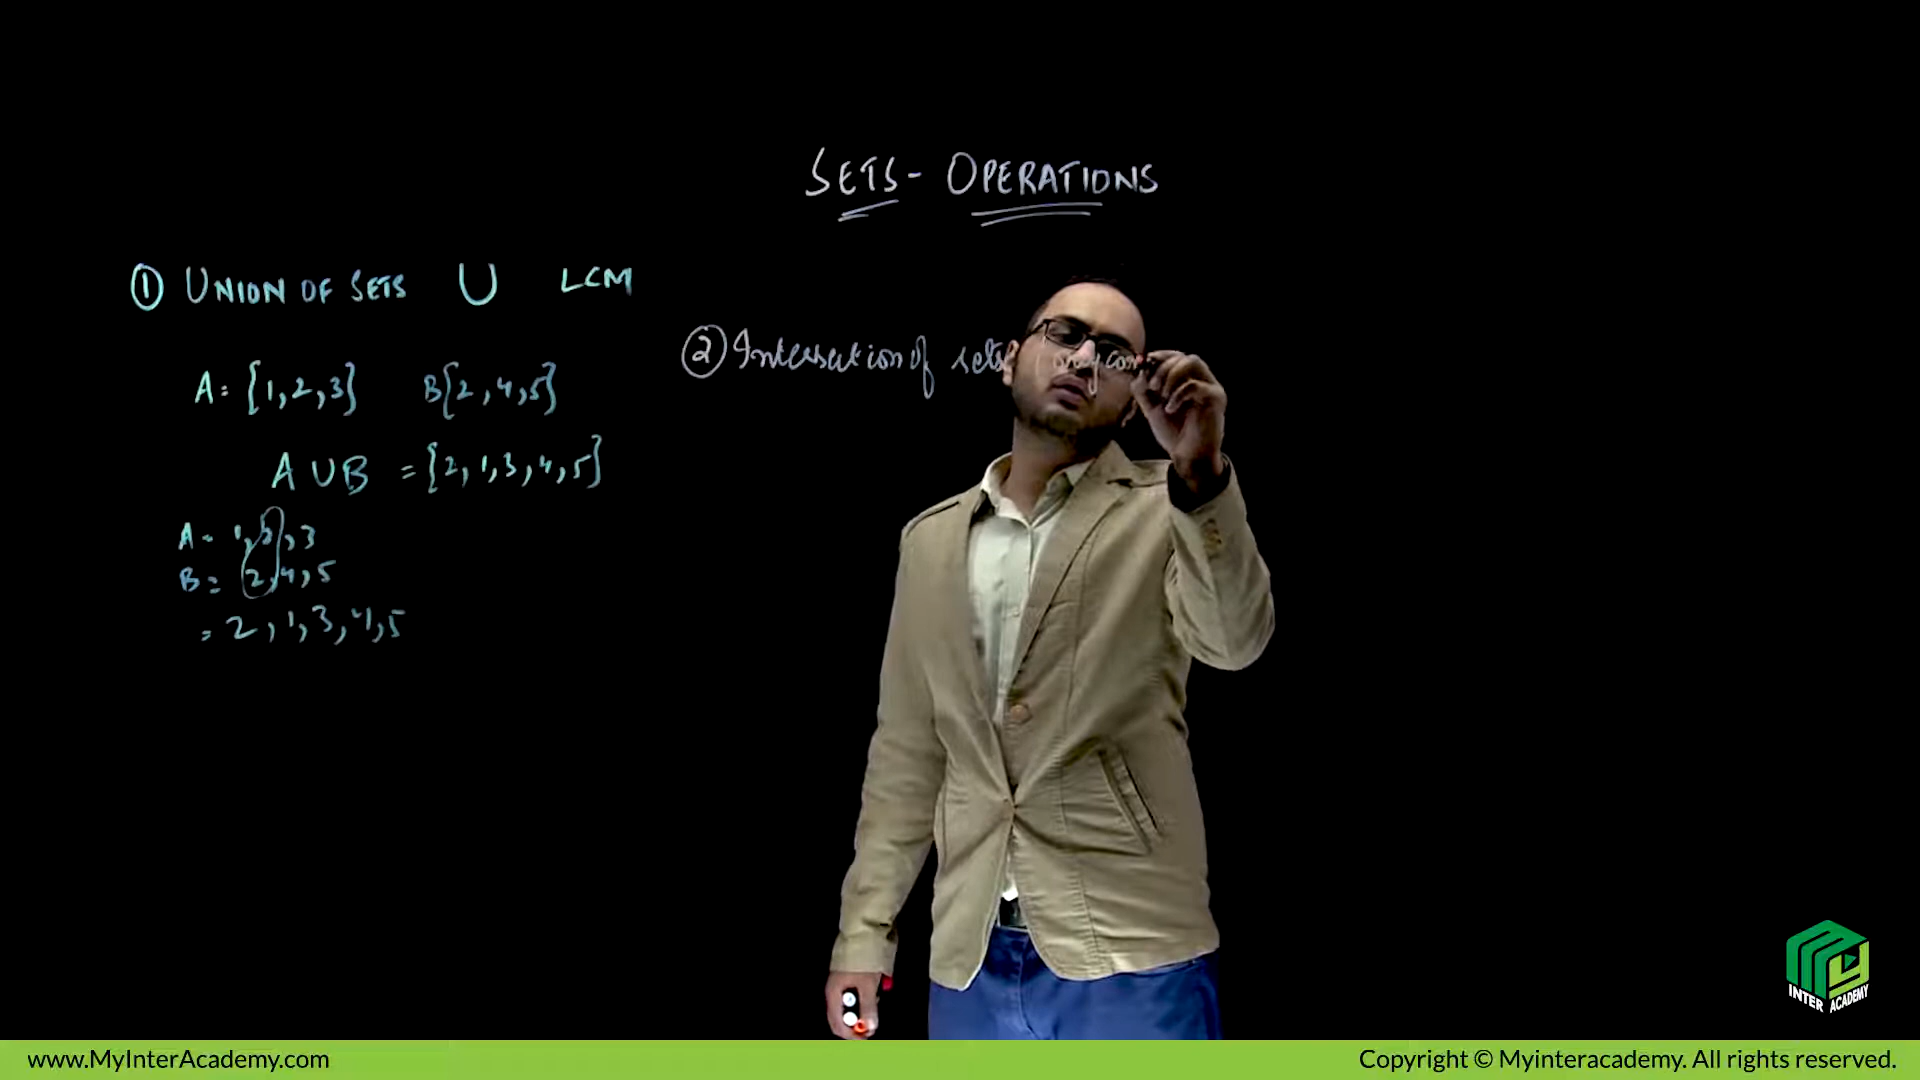 SETS - OPERATIONS
① UNION OF SETS U LCM
A = {1, 2, 3} B{2, 4, 5}
A U B = {2, 1, 3, 4, 5}
A = 1, 2, 3
B = 2, 4, 5
= 2, 1, 3, 4, 5
② Intersection of sets (only com
INTER ACADEMY
www.MyInterAcademy.com
Copyright © Myinteracademy. All rights reserved.